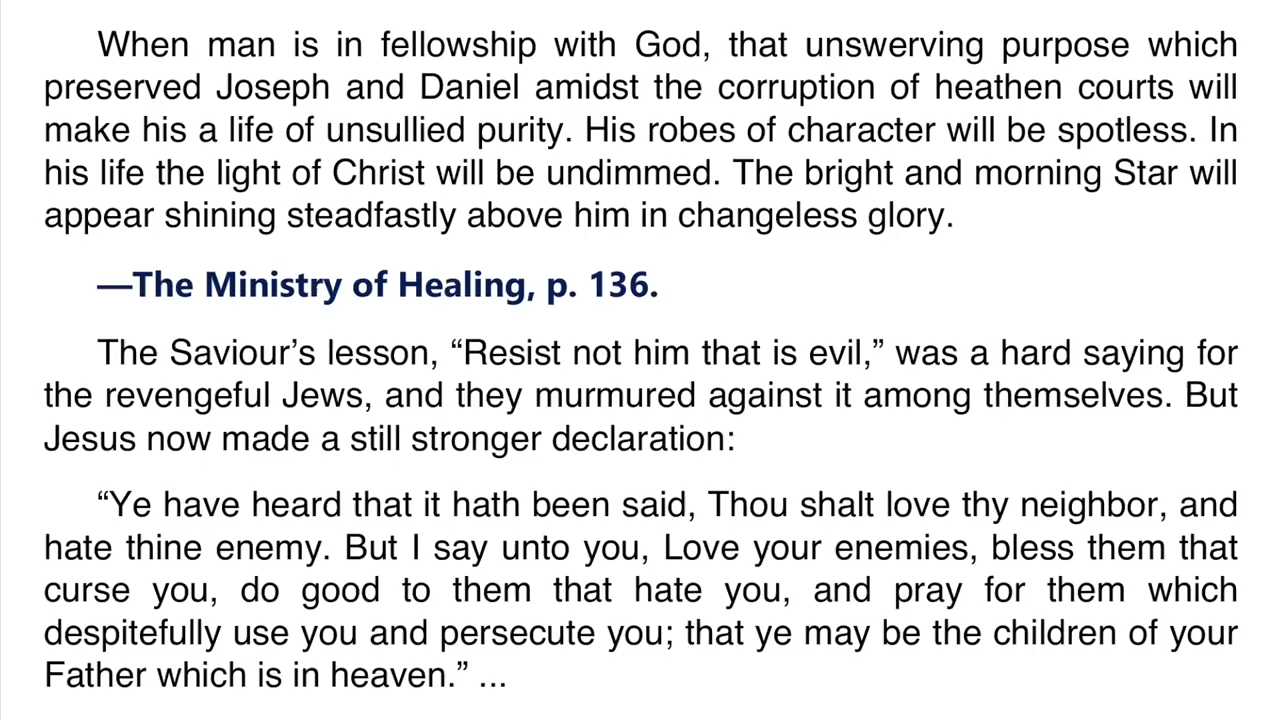 When man is in fellowship with God, that unswerving purpose which
preserved Joseph and Daniel amidst the corruption of heathen courts will
make his a life of unsullied purity. His robes of character will be spotless. In
his life the light of Christ will be undimmed. The bright and morning Star will
appear shining steadfastly above him in changeless glory.
—The Ministry of Healing, p. 136.
The Saviour’s lesson, “Resist not him that is evil,” was a hard saying for
the revengeful Jews, and they murmured against it among themselves. But
Jesus now made a still stronger declaration:
“Ye have heard that it hath been said, Thou shalt love thy neighbor, and
hate thine enemy. But I say unto you, Love your enemies, bless them that
curse you, do good to them that hate you, and pray for them which
despitefully use you and persecute you; that ye may be the children of your
Father which is in heaven.” ...